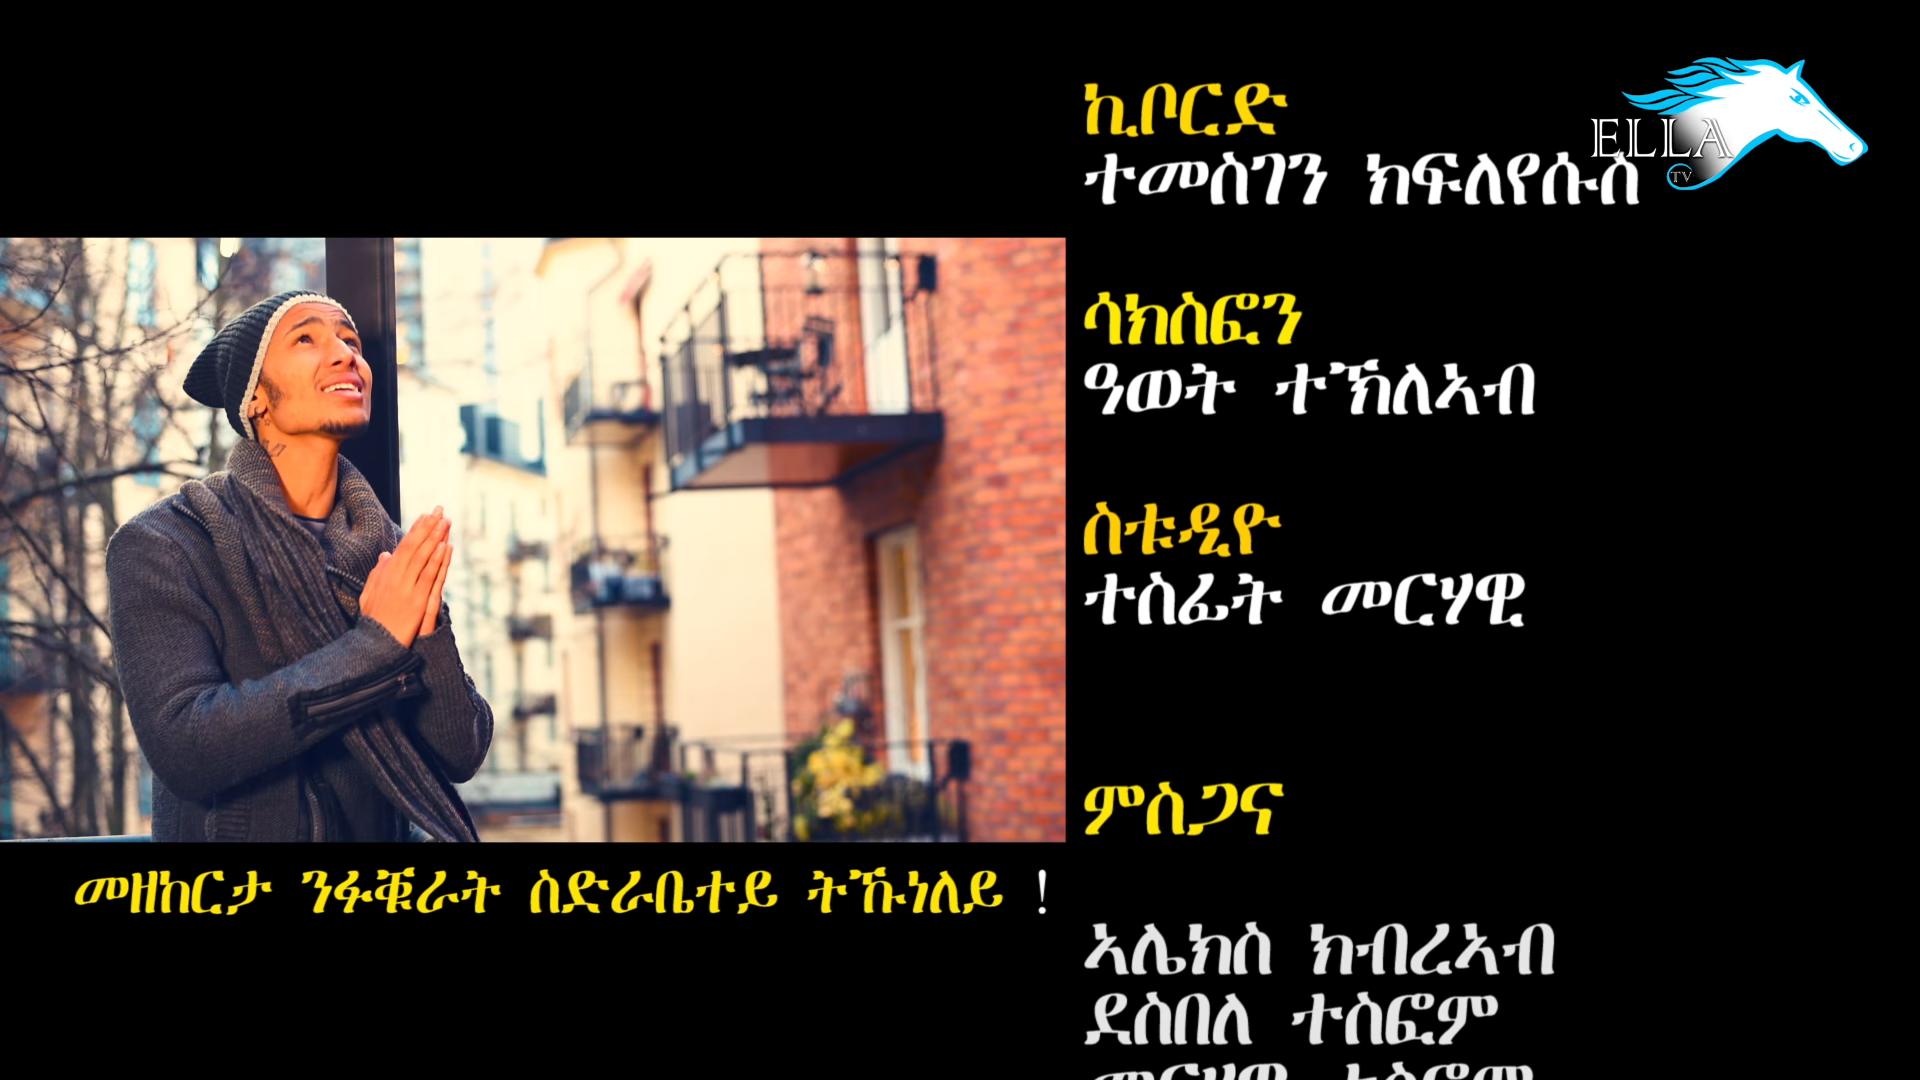 ኪቦርድ
ተመስገን ክፍለየሱስ
ELLA
TV
ሳክስፎን
ዓወት ተኽለኣብ
ስቱዲዮ
ተስፊት መርሃዊ
ምስጋና
ኣሌክስ ክብረኣብ
ደስበለ ተስፎም
መዘከርታ ንፉቁራት ስድራቤተይ ትኹነለይ !